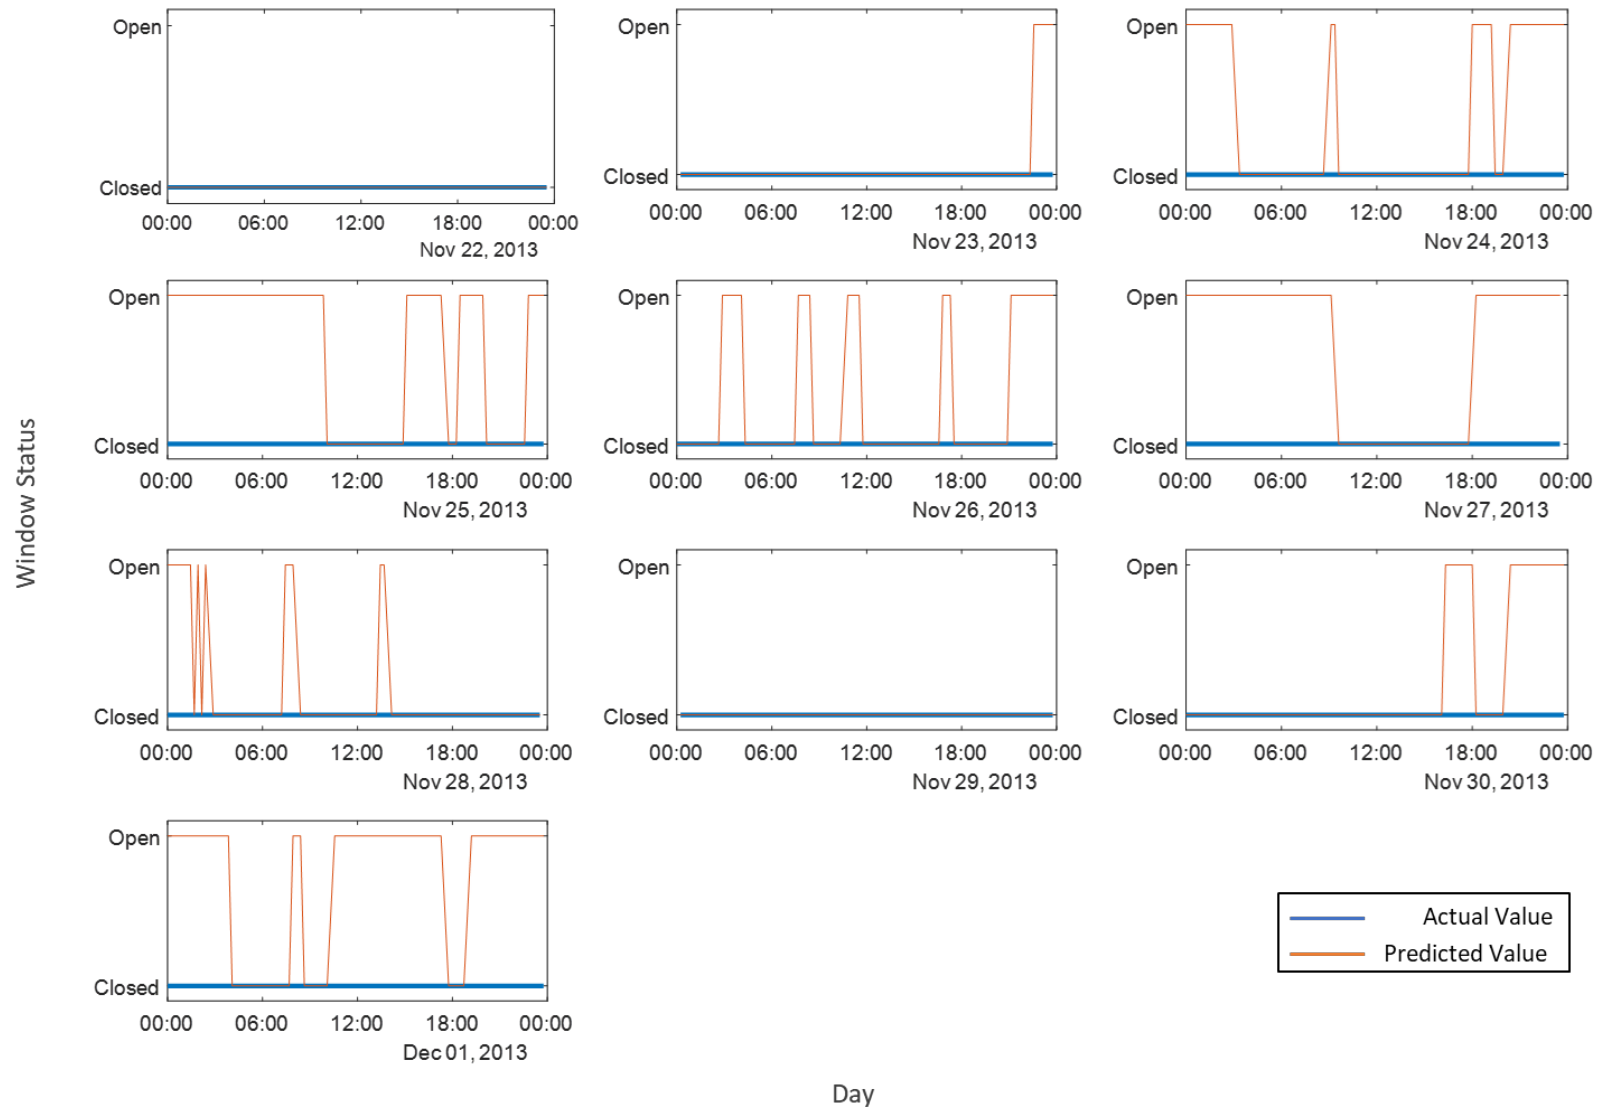 Window Status
Open
Closed
00:00 06:00 12:00 18:00 00:00
Nov 22, 2013
Open
Closed
00:00 06:00 12:00 18:00 00:00
Nov 23, 2013
Open
Closed
00:00 06:00 12:00 18:00 00:00
Nov 24, 2013
Open
Closed
00:00 06:00 12:00 18:00 00:00
Nov 25, 2013
Open
Closed
00:00 06:00 12:00 18:00 00:00
Nov 26, 2013
Open
Closed
00:00 06:00 12:00 18:00 00:00
Nov 27, 2013
Open
Closed
00:00 06:00 12:00 18:00 00:00
Nov 28, 2013
Open
Closed
00:00 06:00 12:00 18:00 00:00
Nov 29, 2013
Open
Closed
00:00 06:00 12:00 18:00 00:00
Nov 30, 2013
Open
Closed
00:00 06:00 12:00 18:00 00:00
Dec 01, 2013
Actual Value
Predicted Value
Day